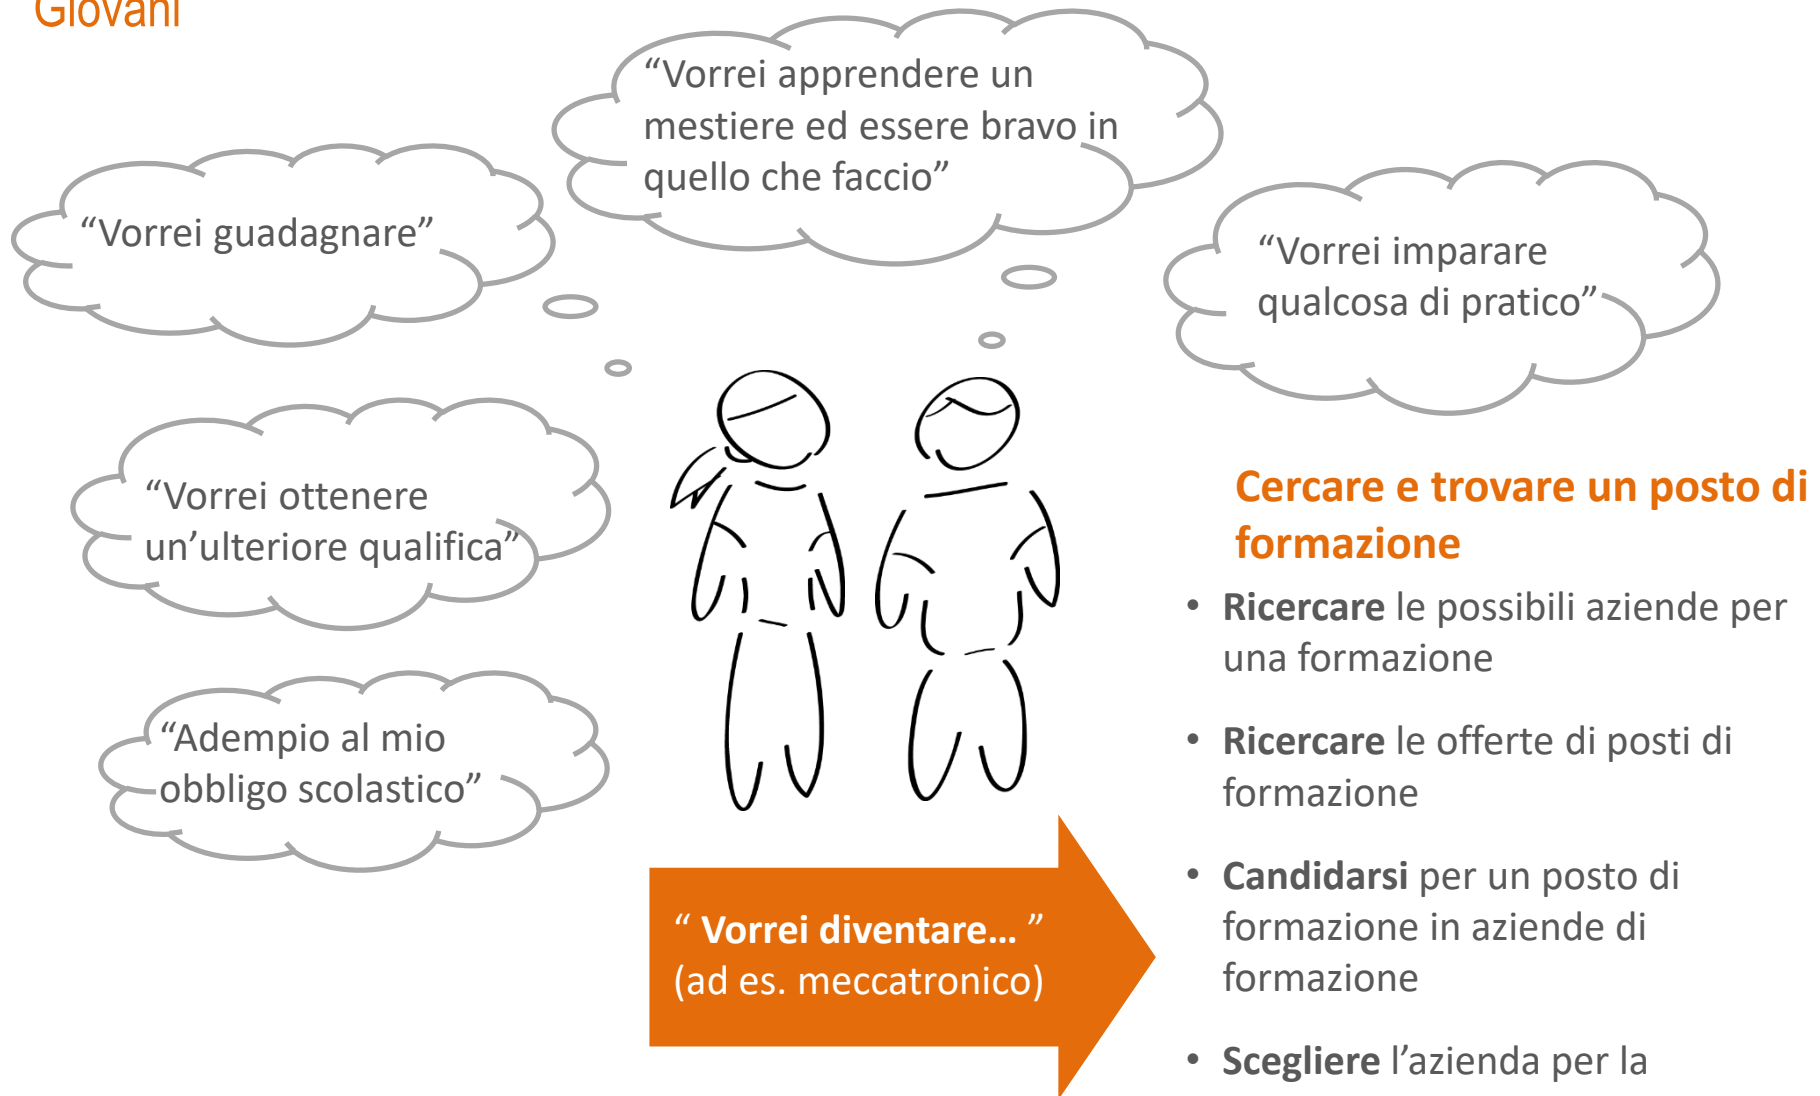 Giovani
“Vorrei apprendere un
mestiere ed essere bravo in
quello che faccio”
“Vorrei guadagnare”
“Vorrei imparare
qualcosa di pratico”
“Vorrei ottenere
un’ulteriore qualifica”
“Adempio al mio
obbligo scolastico”
“ Vorrei diventare... ”
(ad es. meccatronico)
Cercare e trovare un posto di
formazione
• Ricercare le possibili aziende per
una formazione
• Ricercare le offerte di posti di
formazione
• Candidarsi per un posto di
formazione in aziende di
formazione
• Scegliere l’azienda per la